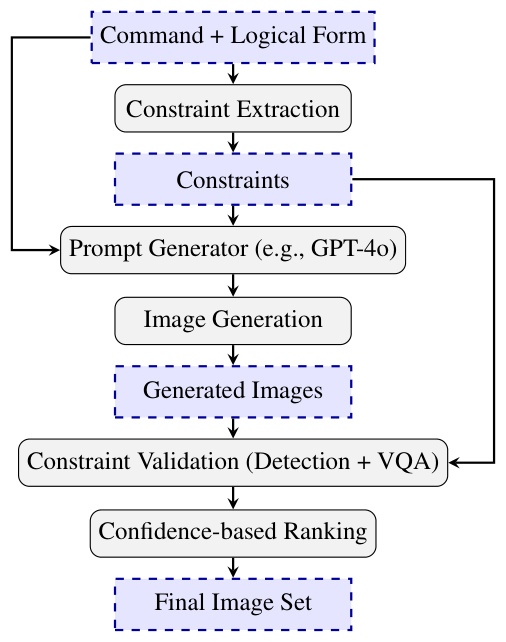 Command + Logical Form
Constraint Extraction
Constraints
Prompt Generator (e.g., GPT-4o)
Image Generation
Generated Images
Constraint Validation (Detection + VQA)
Confidence-based Ranking
Final Image Set